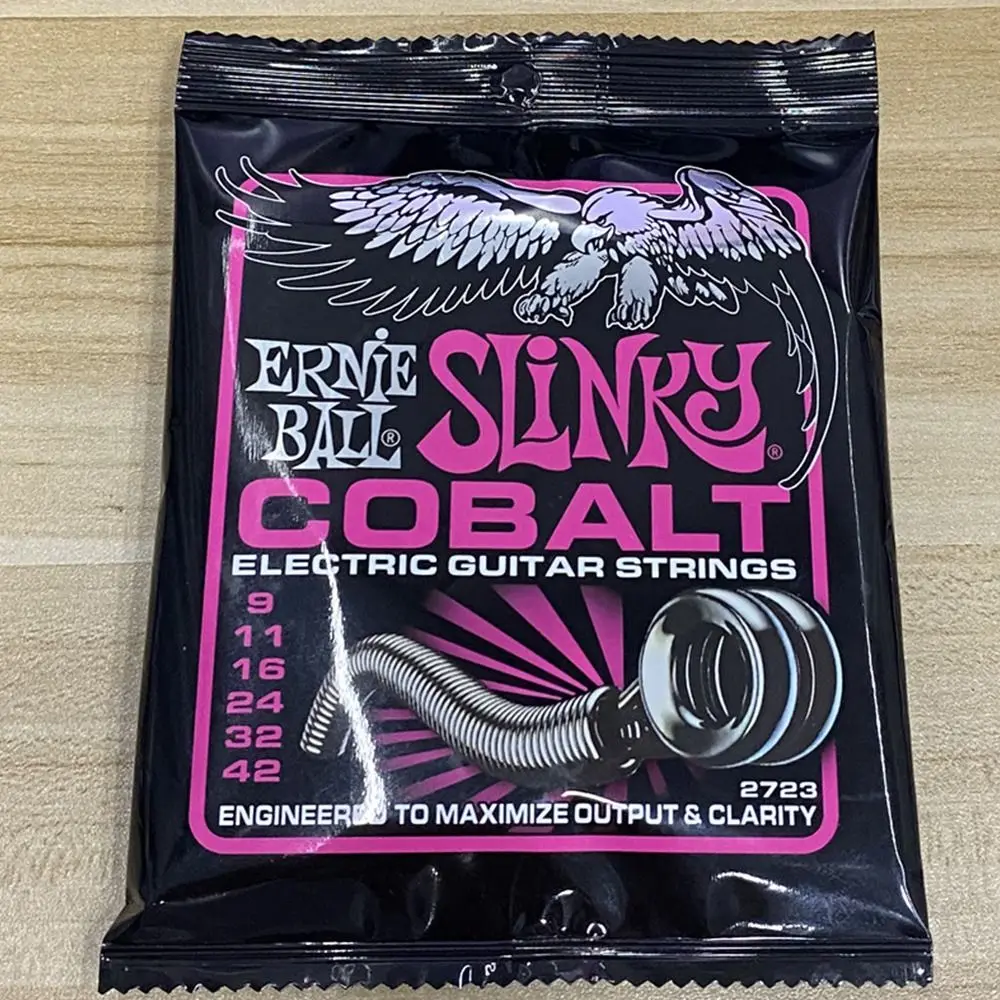 ERNIE
BALL®
SLINKY®
COBALT
ELECTRIC GUITAR STRINGS
9
11
16
24
32
42
2723
ENGINEERED TO MAXIMIZE OUTPUT & CLARITY